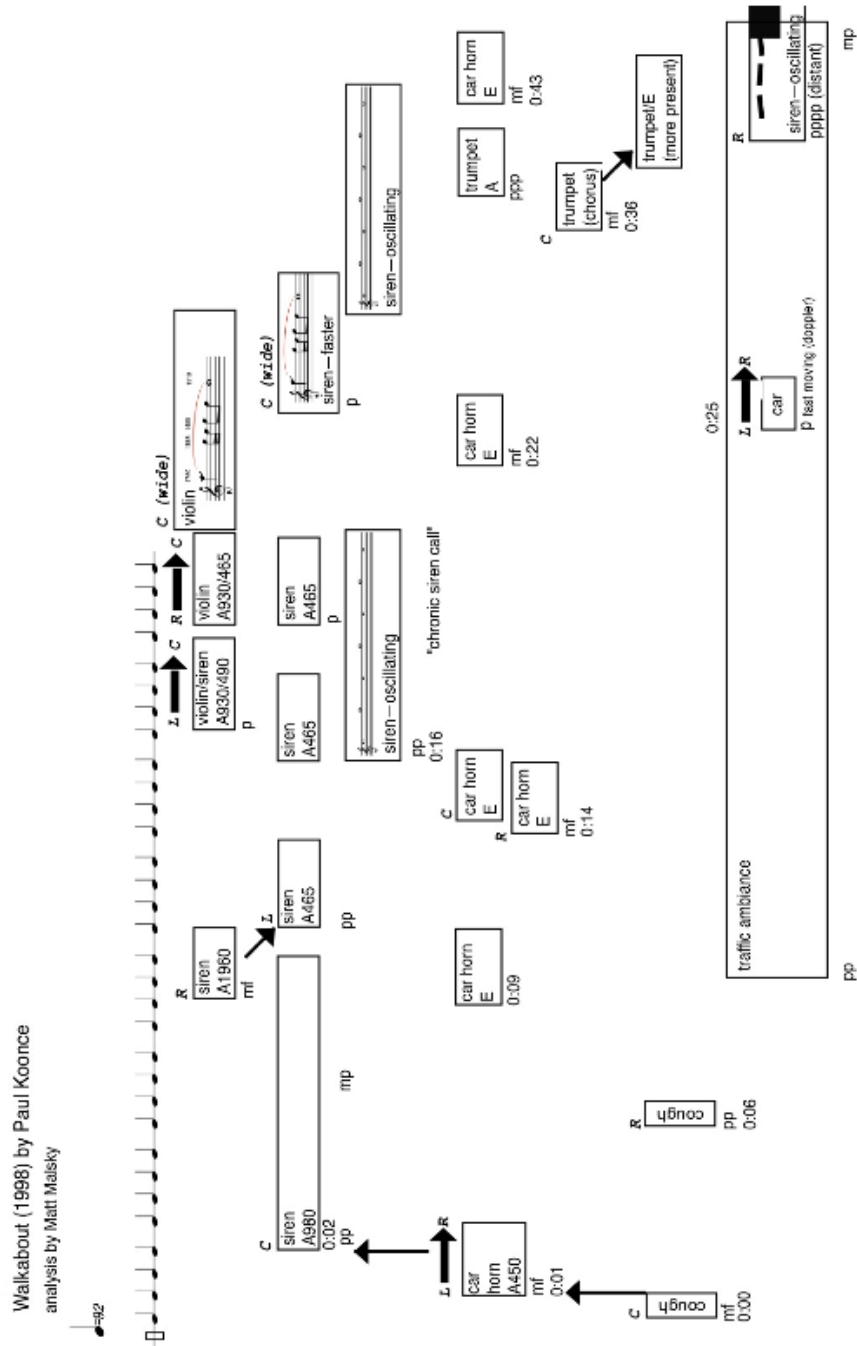 Walkabout (1998) by Paul Koonce
analysis by Matt Malsky
=92
R
siren
A1960
mf
L
C
violin/siren
A930/490
p
R
C
violin
A930/465
C (wide)
violin
C
siren
A980
0:02
pp
mp
L
siren
A465
pp
siren
A465
siren
A465
p
C (wide)
siren—faster
p
siren—oscillating
pp
0:16
"chronic siren call"
siren—oscillating
L
R
car
horn
A450
mf
0:01
car horn
E
0:09
C
car horn
E
R
car horn
E
mf
0:14
car horn
E
mf
0:22
trumpet
A
ppp
car horn
E
mf
0:43
C
trumpet
(chorus)
mf
0:36
trumpet/E
(more present)
C
cough
mf
0:00
R
cough
pp
0:06
traffic ambiance
pp
0:25
L
R
car
p fast moving (doppler)
R
siren—oscillating
pppp (distant)
mp